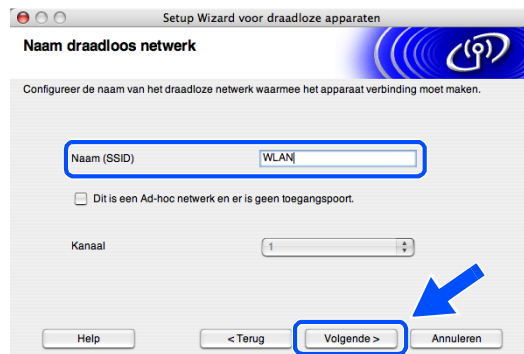 Setup Wizard voor draadloze apparaten
Naam draadloos netwerk
Configureer de naam van het draadloze netwerk waarmee het apparaat verbinding moet maken.
Naam (SSID)
WLAN
Dit is een Ad-hoc netwerk en er is geen toegangspoort.
Kanaal
1
Help
< Terug
Volgende >
Annuleren